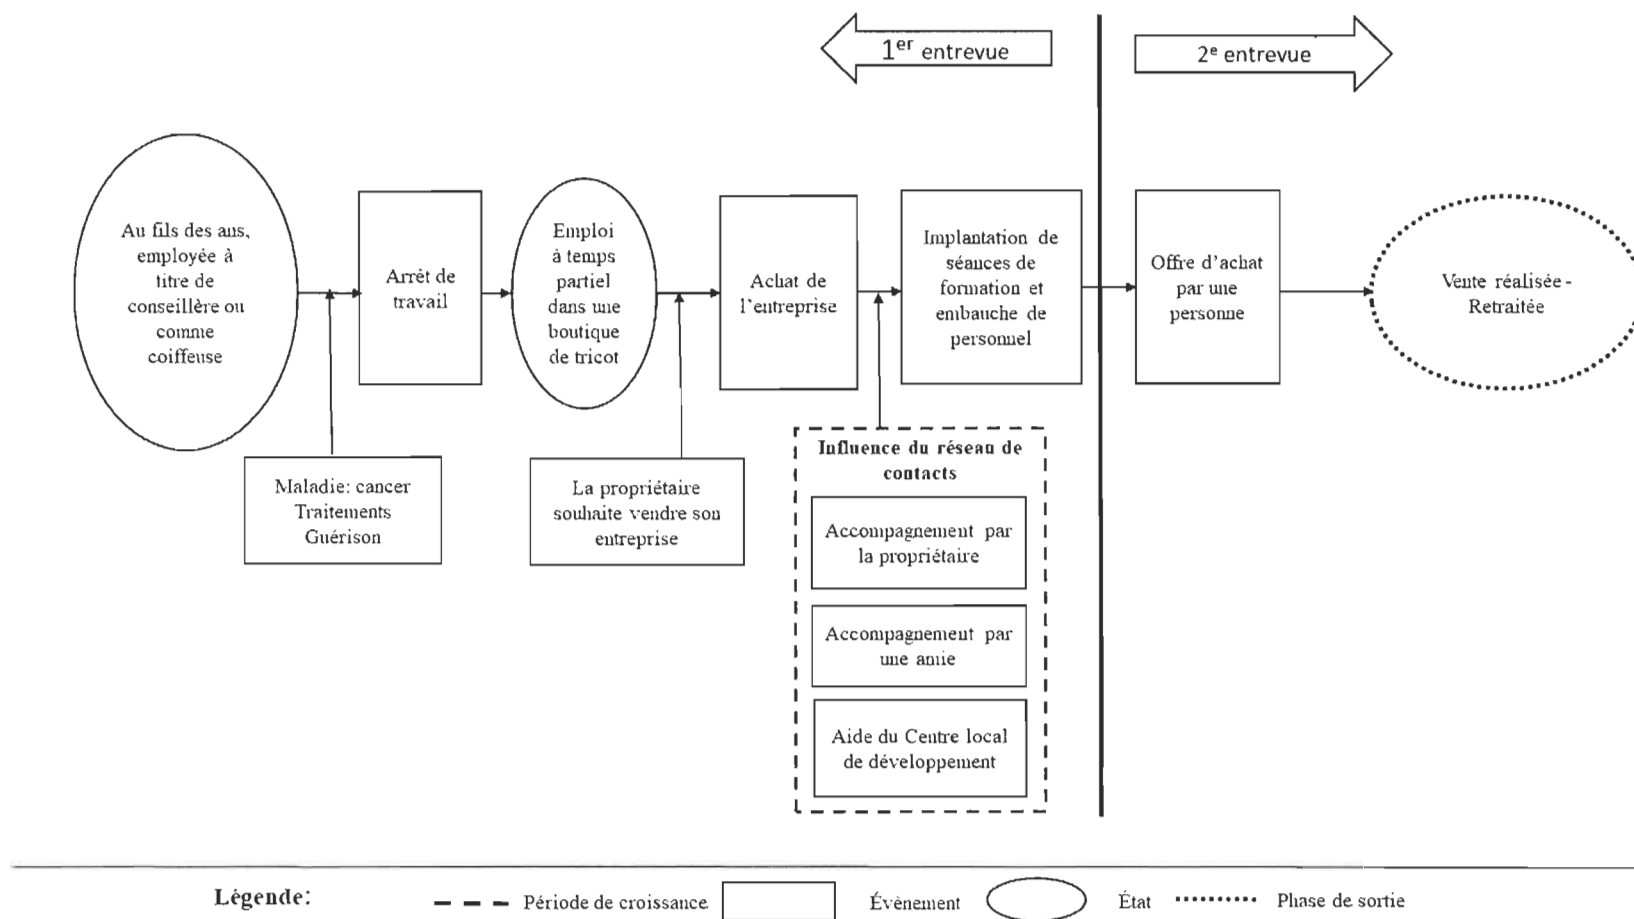 1er entrevue
2e entrevue
Au fils des ans,
employée à
titre de
conseillère ou
comme
coiffeuse
Arrêt de
travail
Emploi
à temps
partiel
dans une
boutique
de tricot
Achat de
l'entreprise
Implantation de
séances de
formation et
embauche de
personnel
Offre d'achat
par une
personne
Vente réalisée -
Retraitée
Maladie: cancer
Traitements
Guérison
La propriétaire
souhaite vendre son
entreprise
Influence du réseau de
contacts
Accompagnement par
la propriétaire
Accompagnement par
une amie
Aide du Centre local
de développement
Légende:
Période de croissance
Évènement
État
Phase de sortie